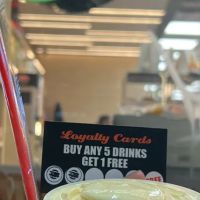 Loyalty Cards
BUY ANY 5 DRINKS
GET 1 FREE